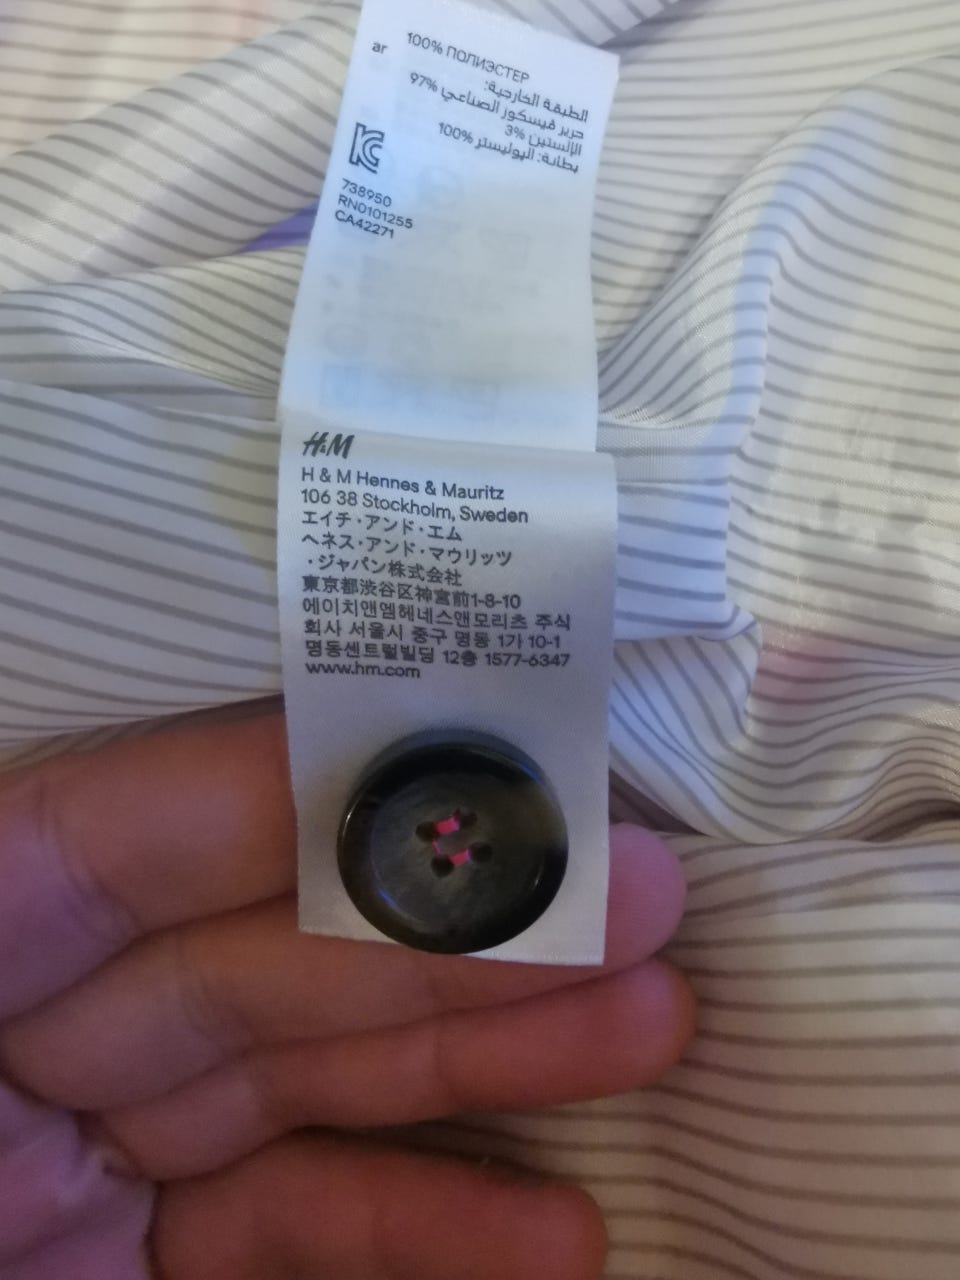 100% ПОЛИЭСТЕР
ar
الطبقة الخارجية:
حرير فيسكوز الصناعي 97%
الإلستين 3%
بطانة: البوليستر 100%
738950
RN0101255
CA42271
H&M
H & M Hennes & Mauritz
106 38 Stockholm, Sweden
エイチ・アンド・エム
ヘネス・アンド・マウリッツ
・ジャパン株式会社
東京都渋谷区神宮前1-8-10
에이치앤엠헤네스앤모리츠 주식
회사 서울시 중구 명동 1가 10-1
명동센트럴빌딩 12층 1577-6347
www.hm.com